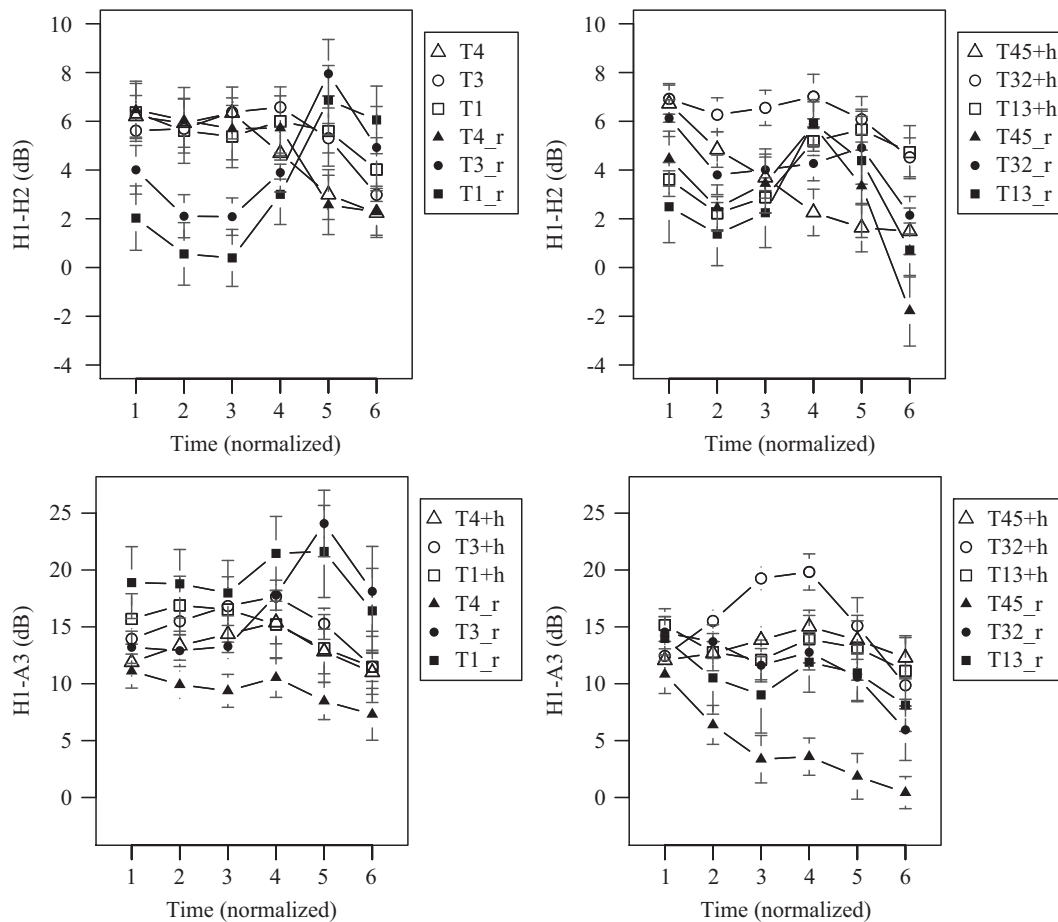 10
8
6
4
2
0
−2
−4
H1-H2 (dB)
1 2 3 4 5 6
Time (normalized)
T4
T3
T1
T4_r
T3_r
T1_r
10
8
6
4
2
0
−2
−4
H1-H2 (dB)
1 2 3 4 5 6
Time (normalized)
T45+h
T32+h
T13+h
T45_r
T32_r
T13_r
25
20
15
10
5
0
H1-A3 (dB)
1 2 3 4 5 6
Time (normalized)
T4+h
T3+h
T1+h
T4_r
T3_r
T1_r
25
20
15
10
5
0
H1-A3 (dB)
1 2 3 4 5 6
Time (normalized)
T45+h
T32+h
T13+h
T45_r
T32_r
T13_r